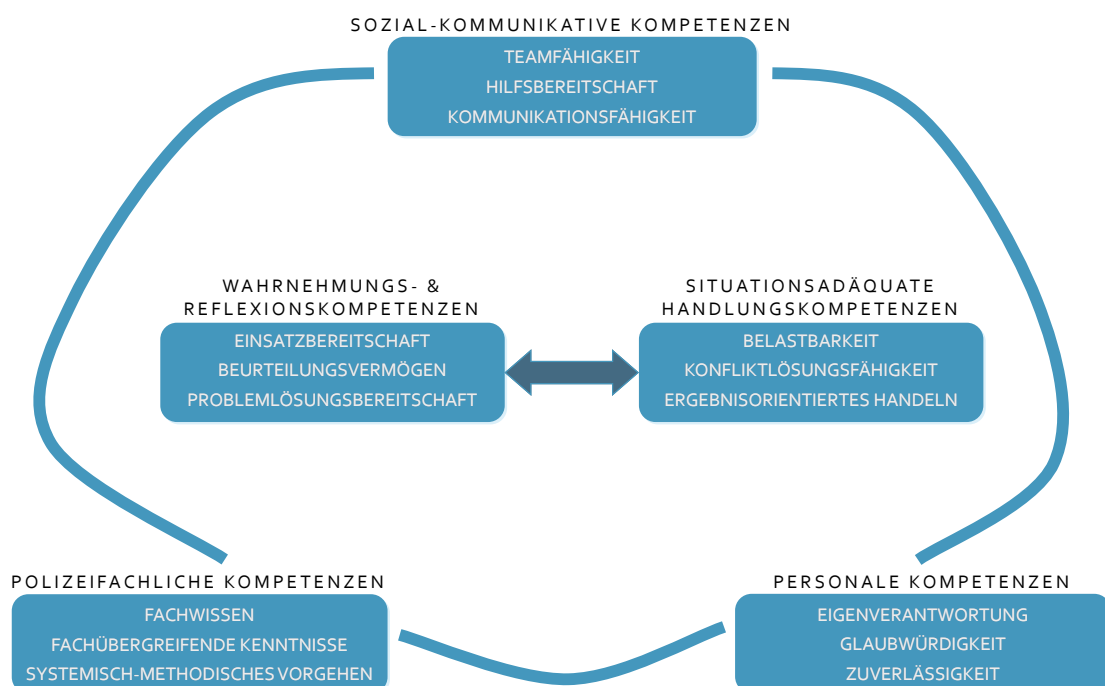 SOZIAL-KOMMUNIKATIVE KOMPETENZEN
TEAMFÄHIGKEIT
HILFSBEREITSCHAFT
KOMMUNIKATIONSFÄHIGKEIT
WAHRNEHMUNGS- &
REFLEXIONSKOMPETENZEN
EINSATZBEREITSCHAFT
BEURTEILUNGSVERMÖGEN
PROBLEMLÖSUNGSBEREITSCHAFT
SITUATIONSADÄQUATE
HANDLUNGSKOMPETENZEN
BELASTBARKEIT
KONFLIKTLÖSUNGSFÄHIGKEIT
ERGEBNISORIENTIERTES HANDELN
POLIZEIFACHLICHE KOMPETENZEN
FACHWISSEN
FACHÜBERGREIFENDE KENNTNISSE
SYSTEMISCH-METHODISCHES VORGEHEN
PERSONALE KOMPETENZEN
EIGENVERANTWORTUNG
GLAUBWÜRDIGKEIT
ZUVERLÄSSIGKEIT